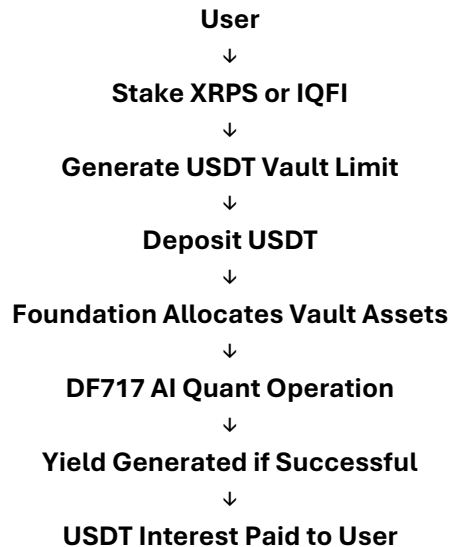 User
↓
Stake XRPS or IQFI
↓
Generate USDT Vault Limit
↓
Deposit USDT
↓
Foundation Allocates Vault Assets
↓
DF717 AI Quant Operation
↓
Yield Generated if Successful
↓
USDT Interest Paid to User